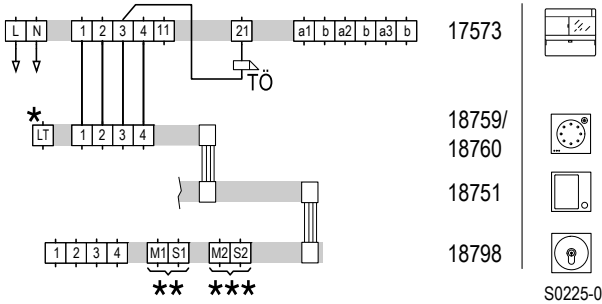 L N 1 2 3 4 11 21 a1 b a2 b a3 b 17573
TÖ
*
LT 1 2 3 4 18759/
18760
18751
1 2 3 4 M1 S1 M2 S2 18798
** ***
S0225-0